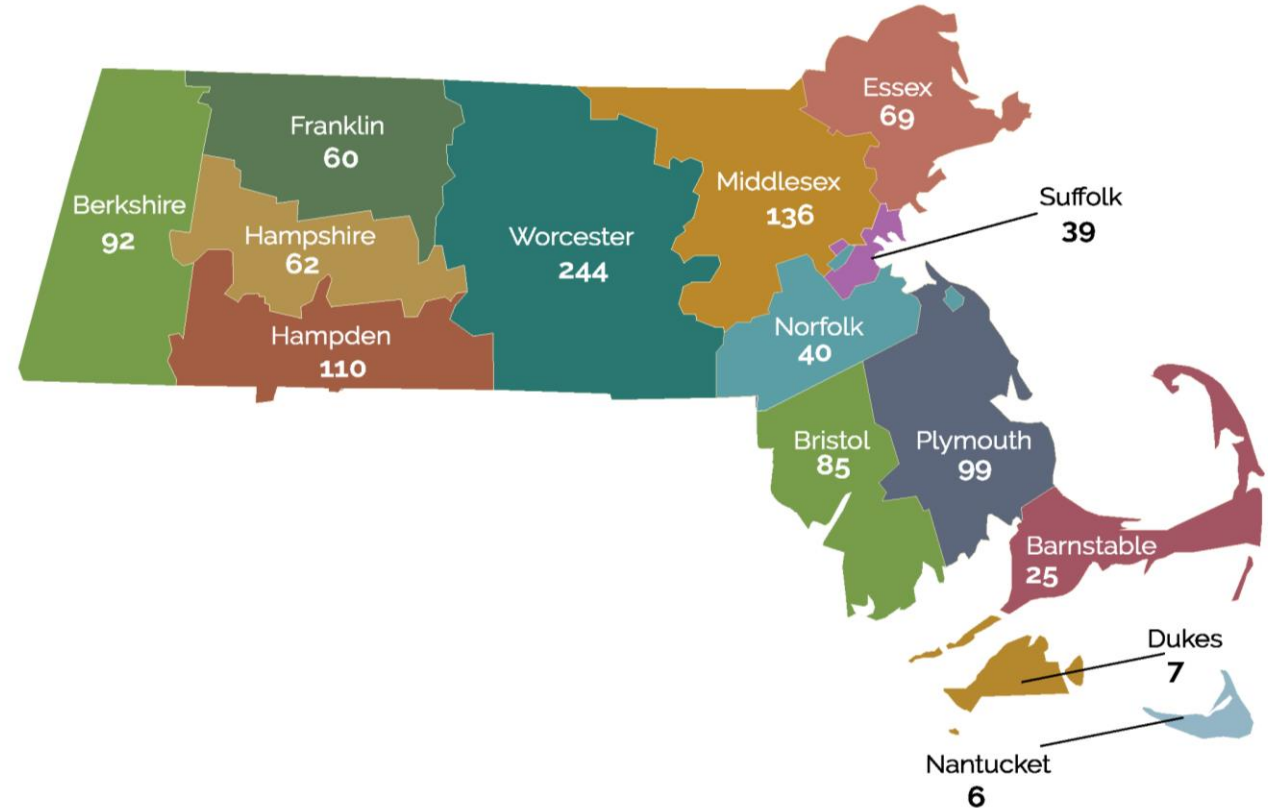 Essex
69
Franklin
60
Middlesex
136
Suffolk
39
Berkshire
92
Hampshire
62
Worcester
244
Norfolk
40
Hampden
110
Bristol
85
Plymouth
99
Barnstable
25
Dukes
7
Nantucket
6